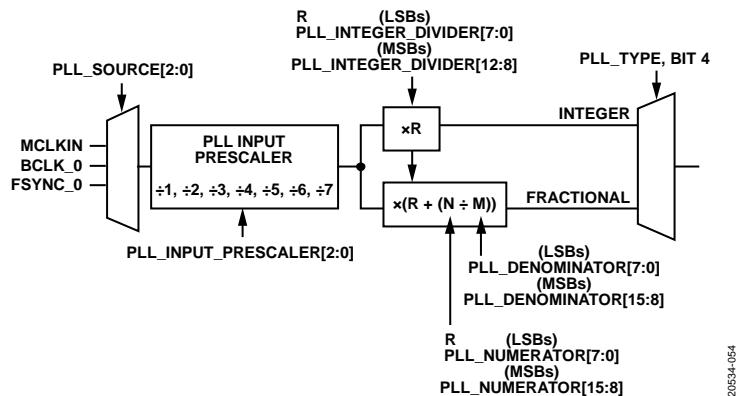 R (LSBs)
PLL_INTEGER_DIVIDER[7:0]
(MSBs)
PLL_INTEGER_DIVIDER[12:8]
PLL_SOURCE[2:0]
PLL_TYPE, BIT 4
MCLKIN
BCLK_0
FSYNC_0
PLL INPUT
PRESCALER
÷1, ÷2, ÷3, ÷4, ÷5, ÷6, ÷7
×R
INTEGER
×(R + (N ÷ M))
FRACTIONAL
PLL_INPUT_PRESCALER[2:0]
(LSBs)
PLL_DENOMINATOR[7:0]
(MSBs)
PLL_DENOMINATOR[15:8]
R (LSBs)
PLL_NUMERATOR[7:0]
(MSBs)
PLL_NUMERATOR[15:8]
20534-054